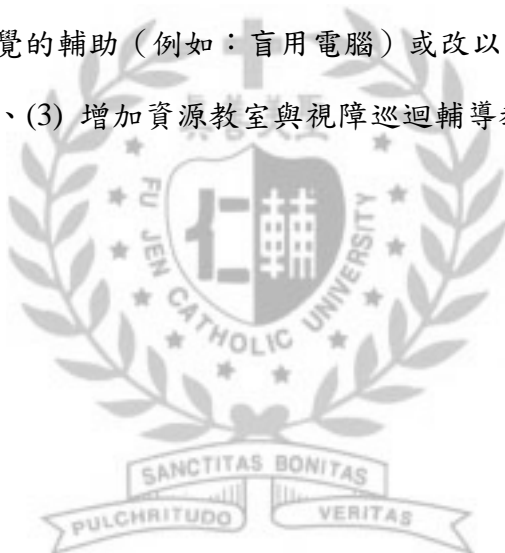 覺的輔助（例如：盲用電腦）或改以
、(3) 增加資源教室與視障巡迴輔導
FU JEN CATHOLIC UNIVERSITY
仁輔
SANCTITAS BONITAS
PULCHRITUDO VERITAS